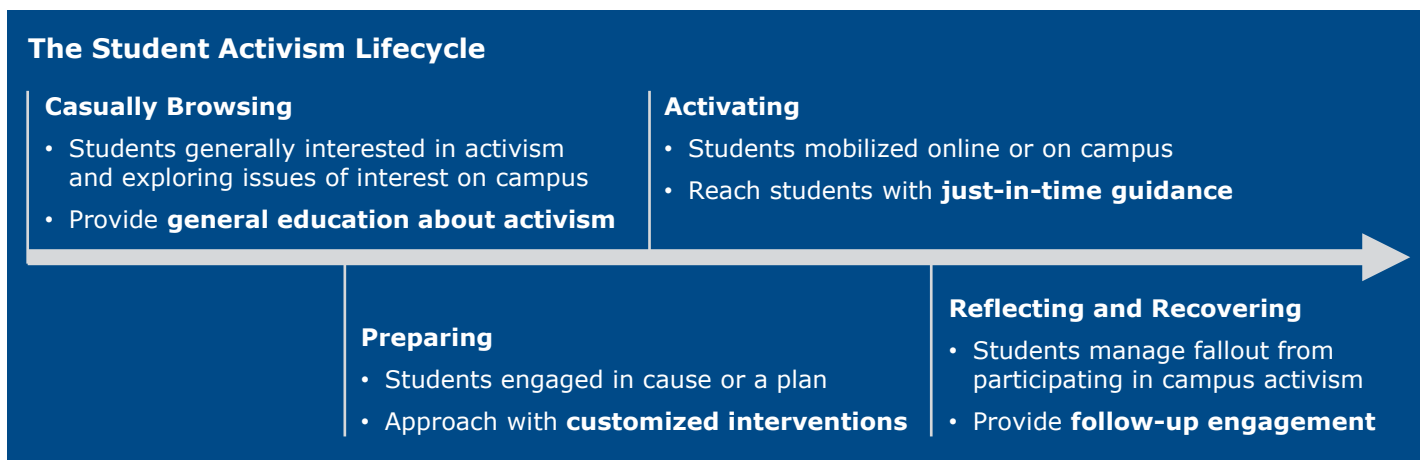 The Student Activism Lifecycle
Casually Browsing
• Students generally interested in activism
and exploring issues of interest on campus
• Provide general education about activism
Preparing
• Students engaged in cause or a plan
• Approach with customized interventions
Activating
• Students mobilized online or on campus
• Reach students with just-in-time guidance
Reflecting and Recovering
• Students manage fallout from
participating in campus activism
• Provide follow-up engagement